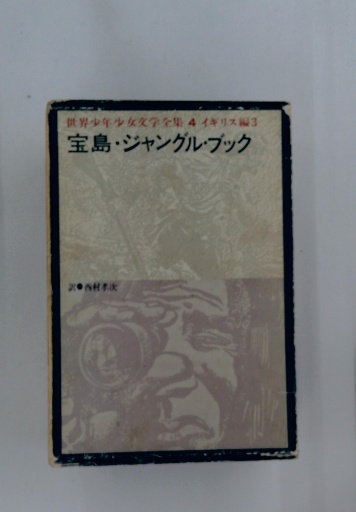 世界少年少女文学全集 4 イギリス編3
宝島・ジャングル・ブック
訳●西村孝次